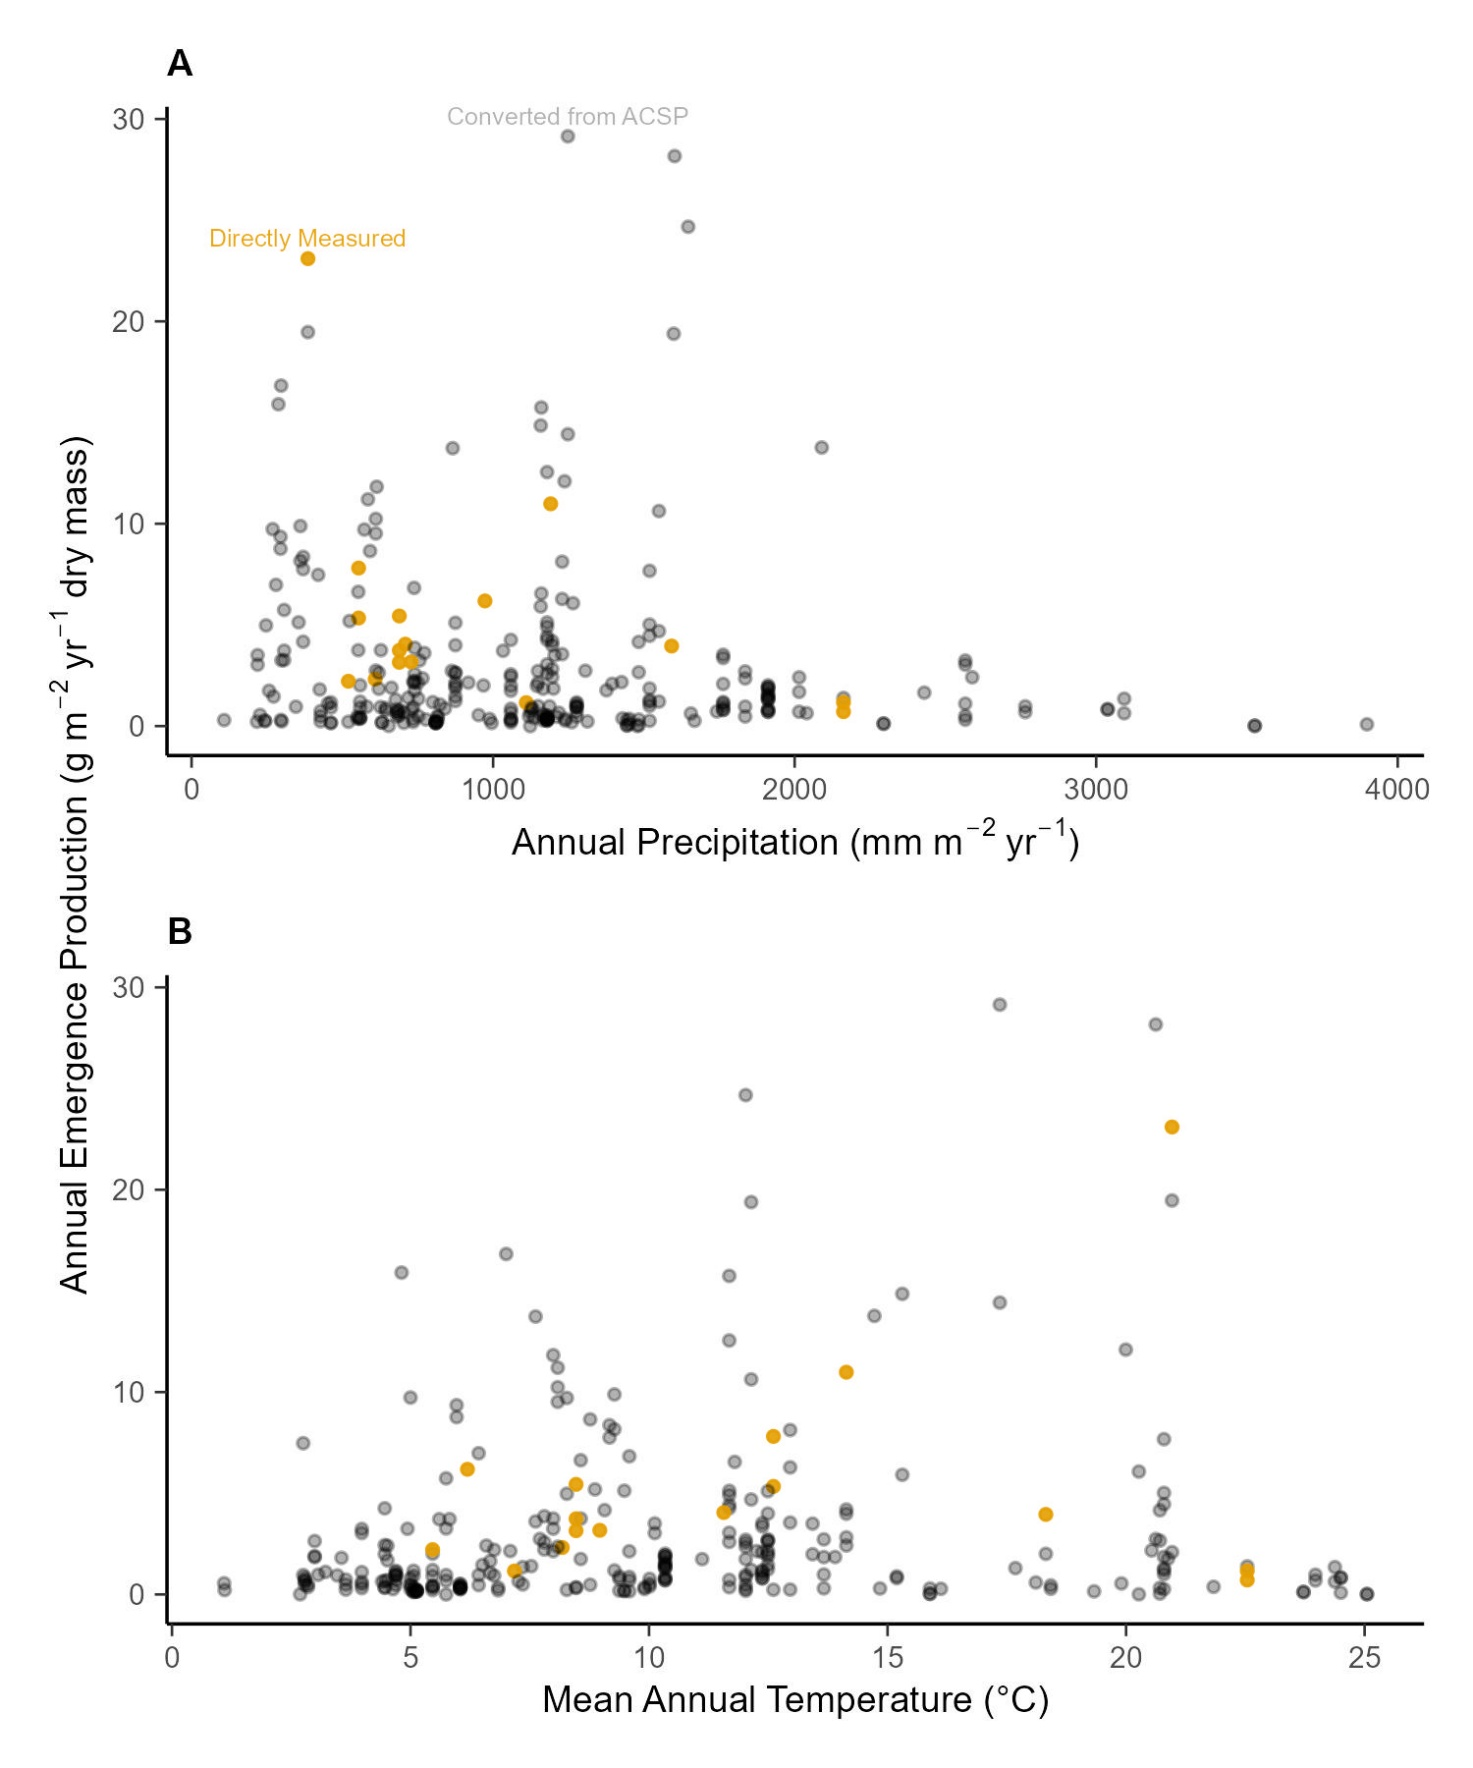 A
Converted from ACSP
Directly Measured
30
20
10
0
0 1000 2000 3000 4000
Annual Precipitation (mm m⁻² yr⁻¹)
Annual Emergence Production (g m⁻² yr⁻¹ dry mass)
B
30
20
10
0
0 5 10 15 20 25
Mean Annual Temperature (°C)